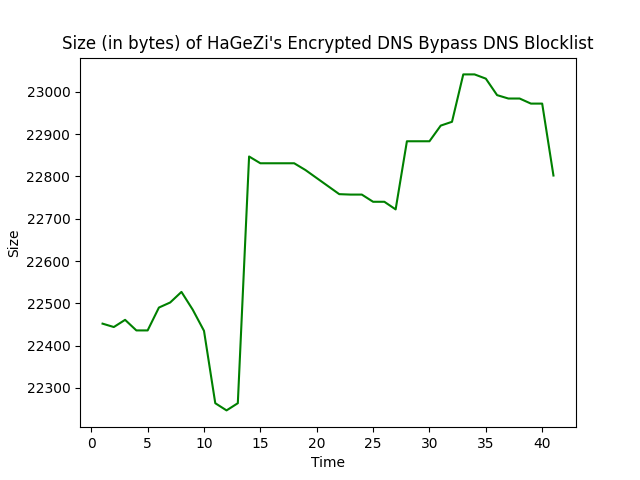 Size (in bytes) of HaGeZi's Encrypted DNS Bypass DNS Blocklist
23000
22900
22800
22700
22600
22500
22400
22300
Size
0 5 10 15 20 25 30 35 40
Time